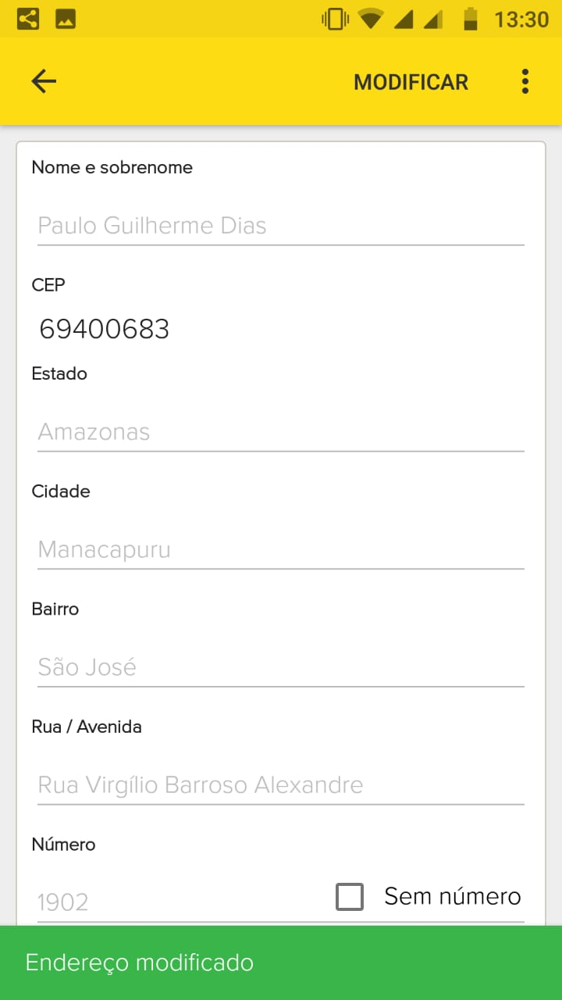 13:30
MODIFICAR
Nome e sobrenome
Paulo Guilherme Dias
CEP
69400683
Estado
Amazonas
Cidade
Manacapuru
Bairro
São José
Rua / Avenida
Rua Virgílio Barroso Alexandre
Número
1902 Sem número
Endereço modificado